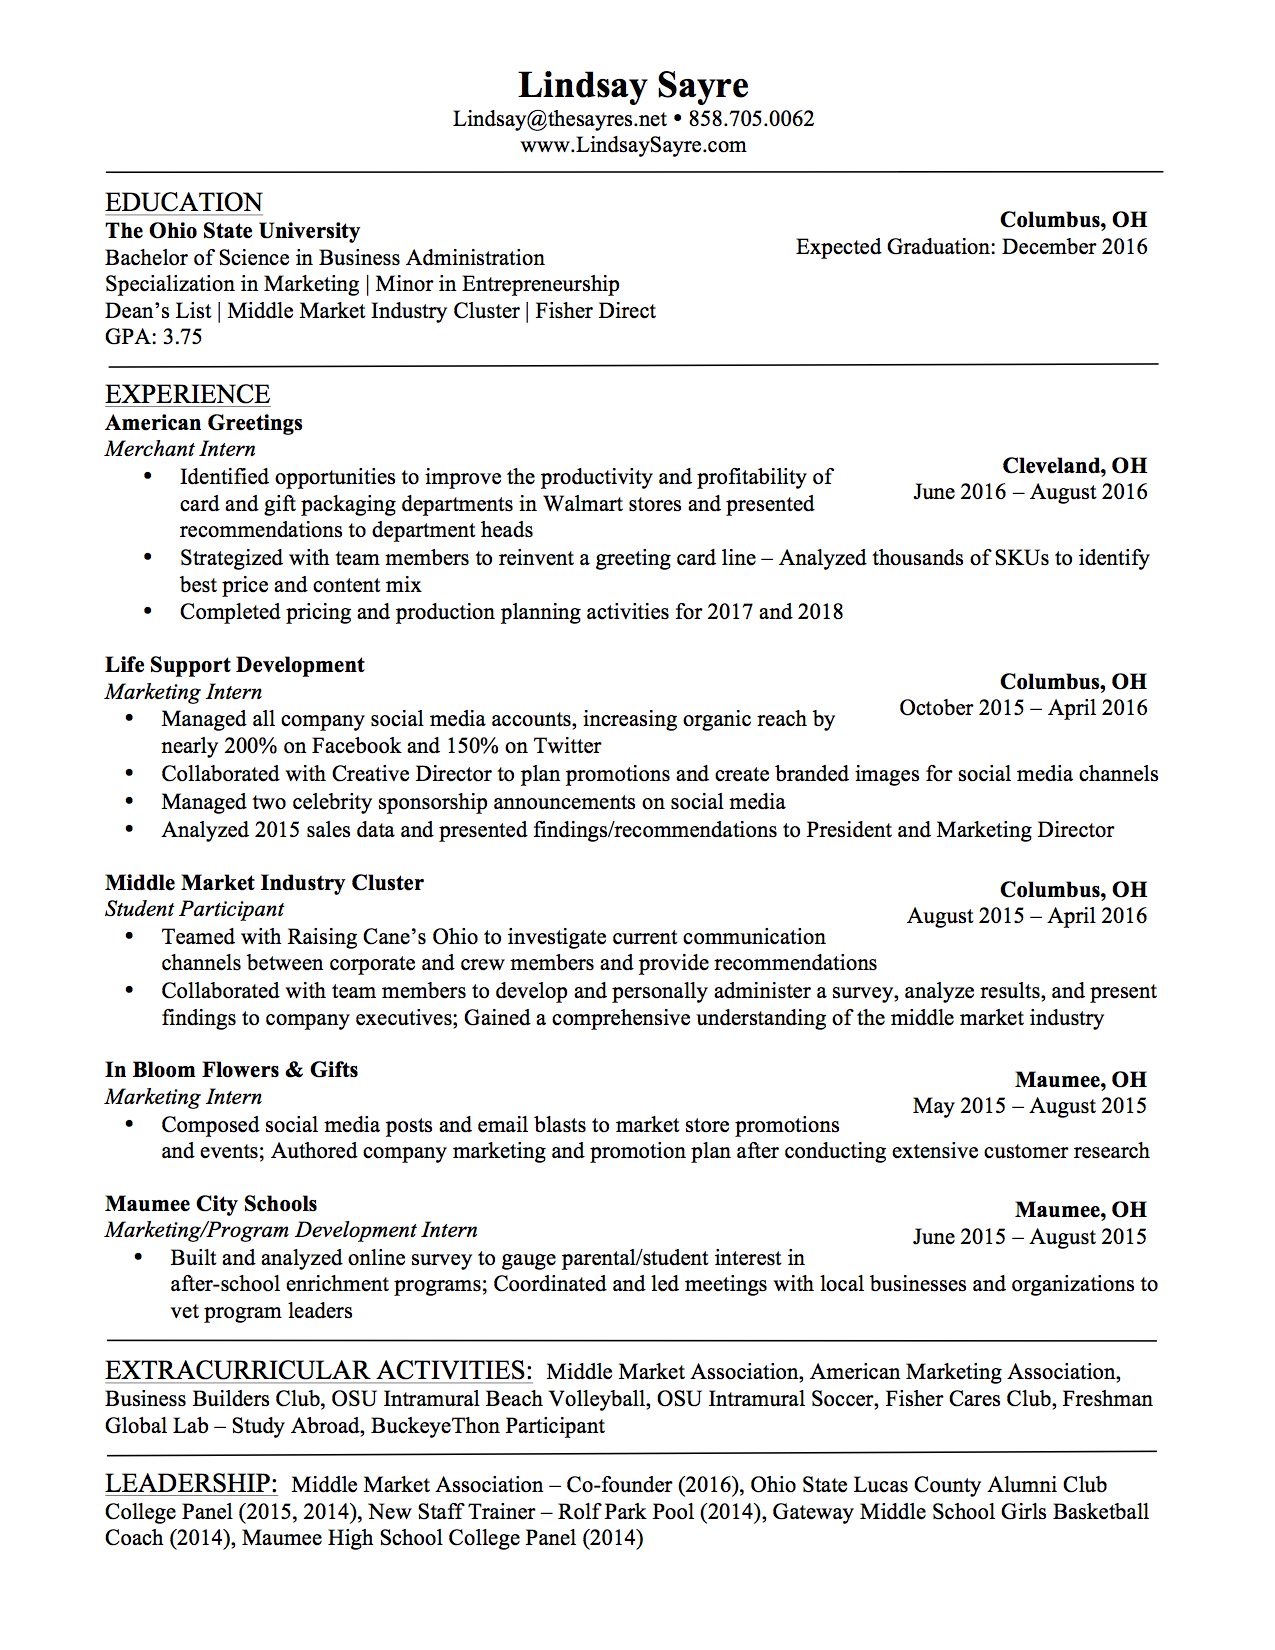 Lindsay Sayre
Lindsay@thesayres.net • 858.705.0062
www.LindsaySayre.com
EDUCATION
The Ohio State University
Columbus, OH
Bachelor of Science in Business Administration
Expected Graduation: December 2016
Specialization in Marketing | Minor in Entrepreneurship
Dean’s List | Middle Market Industry Cluster | Fisher Direct
GPA: 3.75
EXPERIENCE
American Greetings
Merchant Intern
Cleveland, OH
June 2016 – August 2016
• Identified opportunities to improve the productivity and profitability of
card and gift packaging departments in Walmart stores and presented
recommendations to department heads
• Strategized with team members to reinvent a greeting card line – Analyzed thousands of SKUs to identify
best price and content mix
• Completed pricing and production planning activities for 2017 and 2018
Life Support Development
Marketing Intern
Columbus, OH
October 2015 – April 2016
• Managed all company social media accounts, increasing organic reach by
nearly 200% on Facebook and 150% on Twitter
• Collaborated with Creative Director to plan promotions and create branded images for social media channels
• Managed two celebrity sponsorship announcements on social media
• Analyzed 2015 sales data and presented findings/recommendations to President and Marketing Director
Middle Market Industry Cluster
Student Participant
Columbus, OH
August 2015 – April 2016
• Teamed with Raising Cane’s Ohio to investigate current communication
channels between corporate and crew members and provide recommendations
• Collaborated with team members to develop and personally administer a survey, analyze results, and present
findings to company executives; Gained a comprehensive understanding of the middle market industry
In Bloom Flowers & Gifts
Marketing Intern
Maumee, OH
May 2015 – August 2015
• Composed social media posts and email blasts to market store promotions
and events; Authored company marketing and promotion plan after conducting extensive customer research
Maumee City Schools
Marketing/Program Development Intern
Maumee, OH
June 2015 – August 2015
• Built and analyzed online survey to gauge parental/student interest in
after-school enrichment programs; Coordinated and led meetings with local businesses and organizations to
vet program leaders
EXTRACURRICULAR ACTIVITIES: Middle Market Association, American Marketing Association,
Business Builders Club, OSU Intramural Beach Volleyball, OSU Intramural Soccer, Fisher Cares Club, Freshman
Global Lab – Study Abroad, BuckeyeThon Participant
LEADERSHIP: Middle Market Association – Co-founder (2016), Ohio State Lucas County Alumni Club
College Panel (2015, 2014), New Staff Trainer – Rolf Park Pool (2014), Gateway Middle School Girls Basketball
Coach (2014), Maumee High School College Panel (2014)